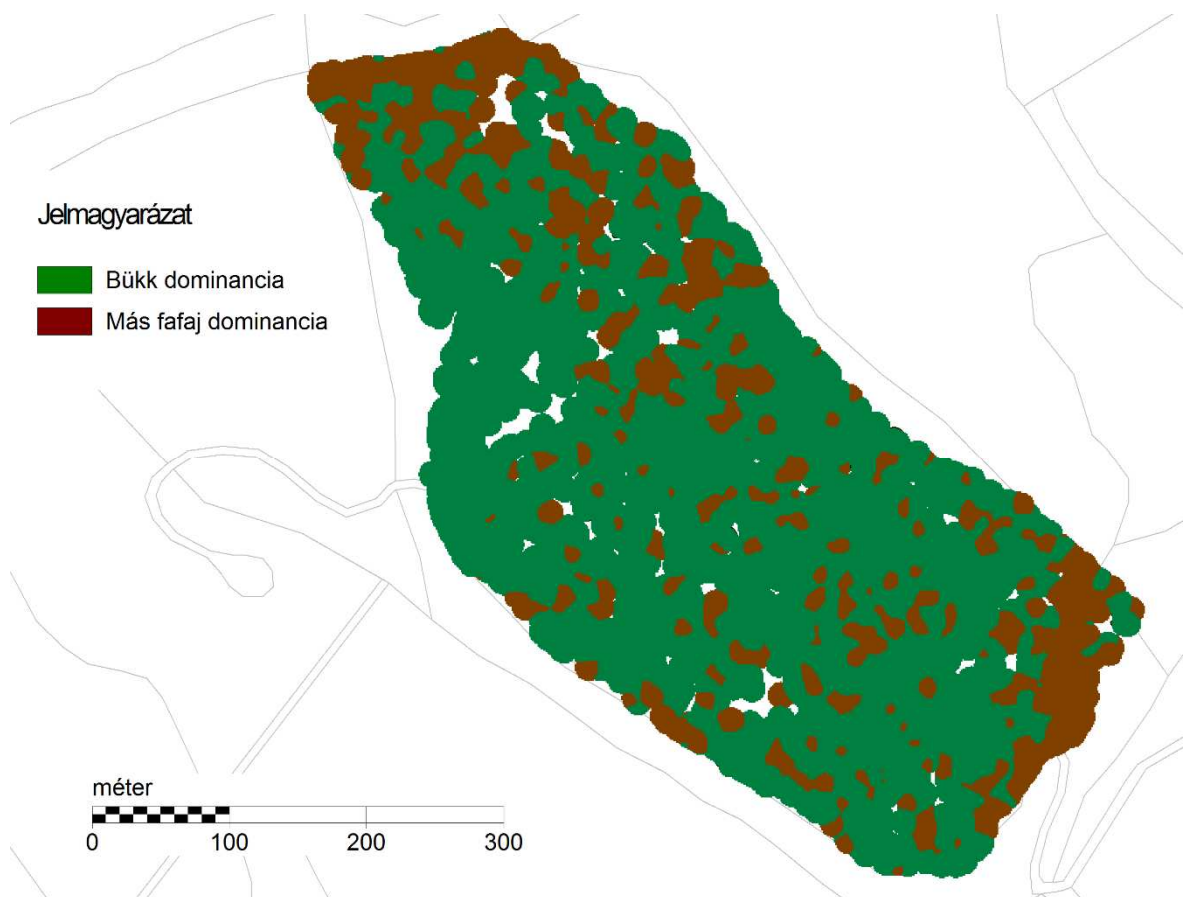 Jelmagyarázat
Bükk dominancia
Más fafaj dominancia
méter
0 100 200 300